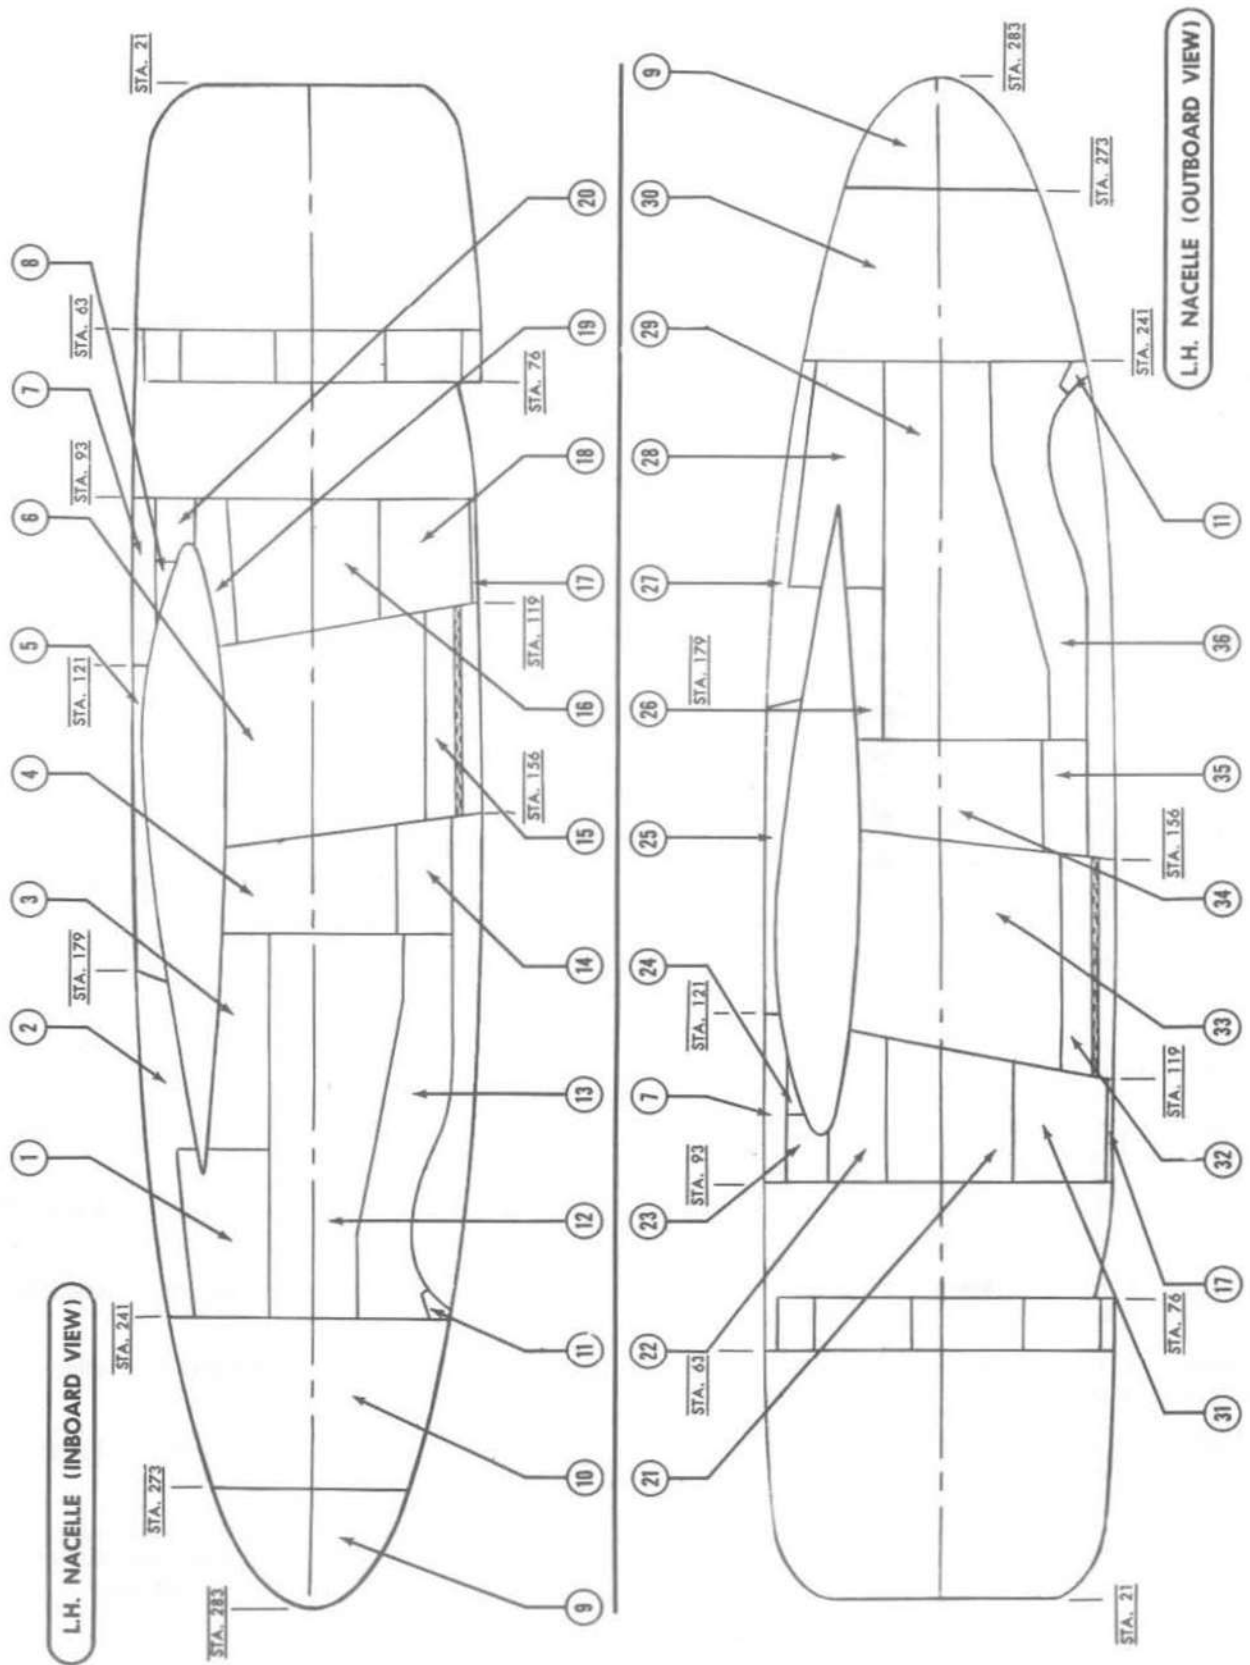 L.H. NACELLE (INBOARD VIEW)
1
2
3
4
5
6
7
8
STA. 241
STA. 179
STA. 121
STA. 93
STA. 63
STA. 21
STA. 273
STA. 283
STA. 156
STA. 119
STA. 76
9
10
11
12
13
14
15
16
17
18
19
20
21
22
23
7
24
25
26
27
28
29
30
9
STA. 63
STA. 93
STA. 121
STA. 179
STA. 283
STA. 273
STA. 241
STA. 156
STA. 119
STA. 76
STA. 21
31
17
32
33
34
35
36
11
L.H. NACELLE (OUTBOARD VIEW)